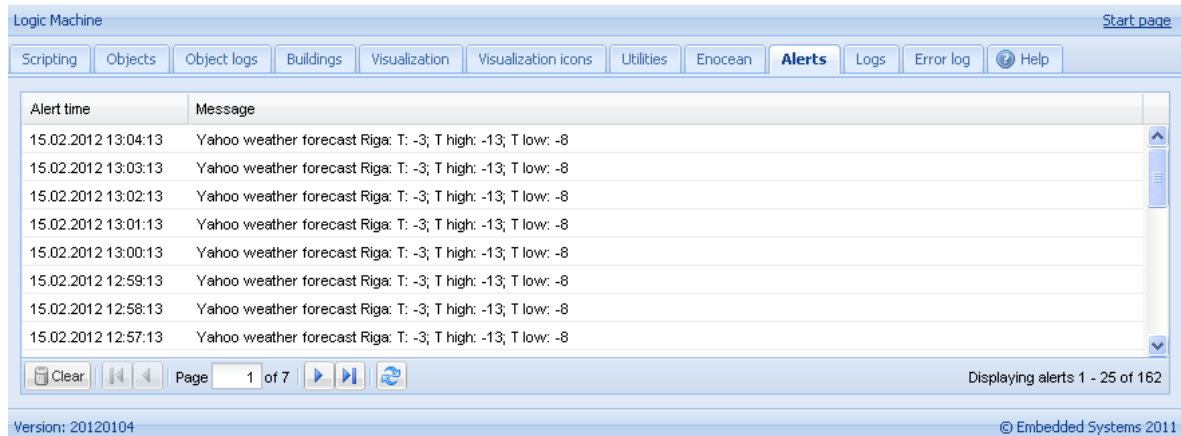 Logic Machine Start page
Scripting Objects Object logs Buildings Visualization Visualization icons Utilities Enocean Alerts Logs Error log Help
Alert time Message
15.02.2012 13:04:13 Yahoo weather forecast Riga: T: -3; T high: -13; T low: -8
15.02.2012 13:03:13 Yahoo weather forecast Riga: T: -3; T high: -13; T low: -8
15.02.2012 13:02:13 Yahoo weather forecast Riga: T: -3; T high: -13; T low: -8
15.02.2012 13:01:13 Yahoo weather forecast Riga: T: -3; T high: -13; T low: -8
15.02.2012 13:00:13 Yahoo weather forecast Riga: T: -3; T high: -13; T low: -8
15.02.2012 12:59:13 Yahoo weather forecast Riga: T: -3; T high: -13; T low: -8
15.02.2012 12:58:13 Yahoo weather forecast Riga: T: -3; T high: -13; T low: -8
15.02.2012 12:57:13 Yahoo weather forecast Riga: T: -3; T high: -13; T low: -8
Clear Page 1 of 7 Displaying alerts 1 - 25 of 162
Version: 20120104 © Embedded Systems 2011